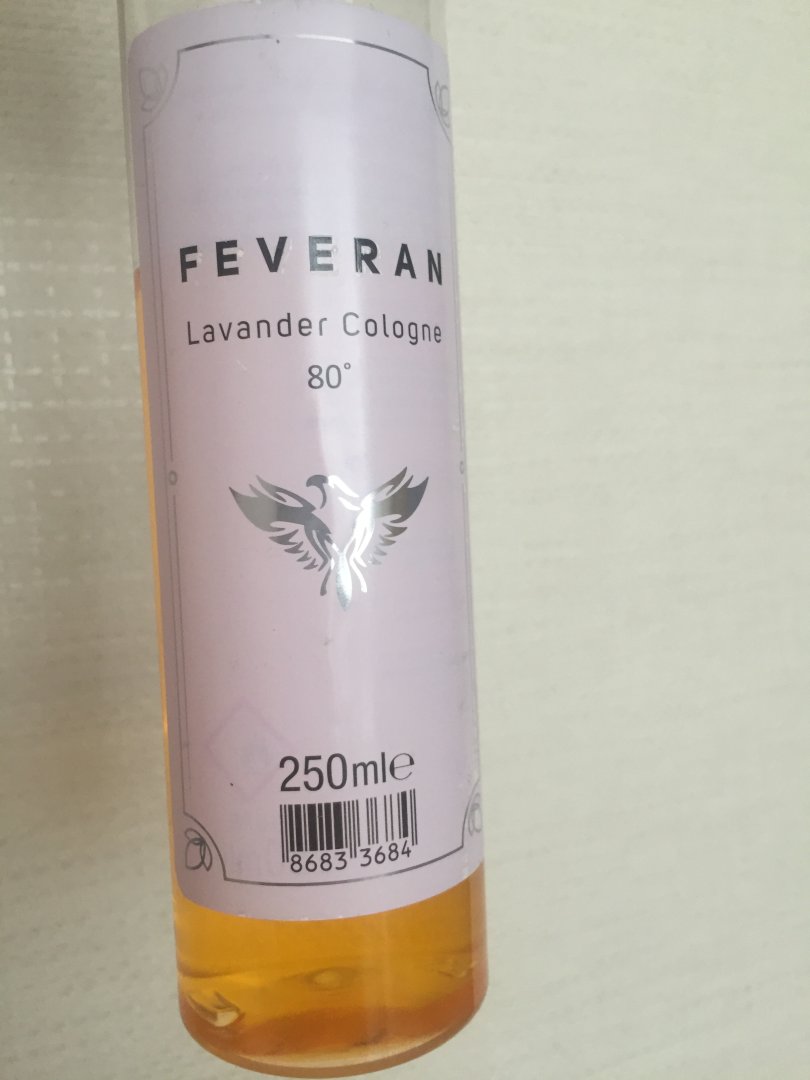 FEVERAN
Lavander Cologne
80°
250ml℮
8683 3684